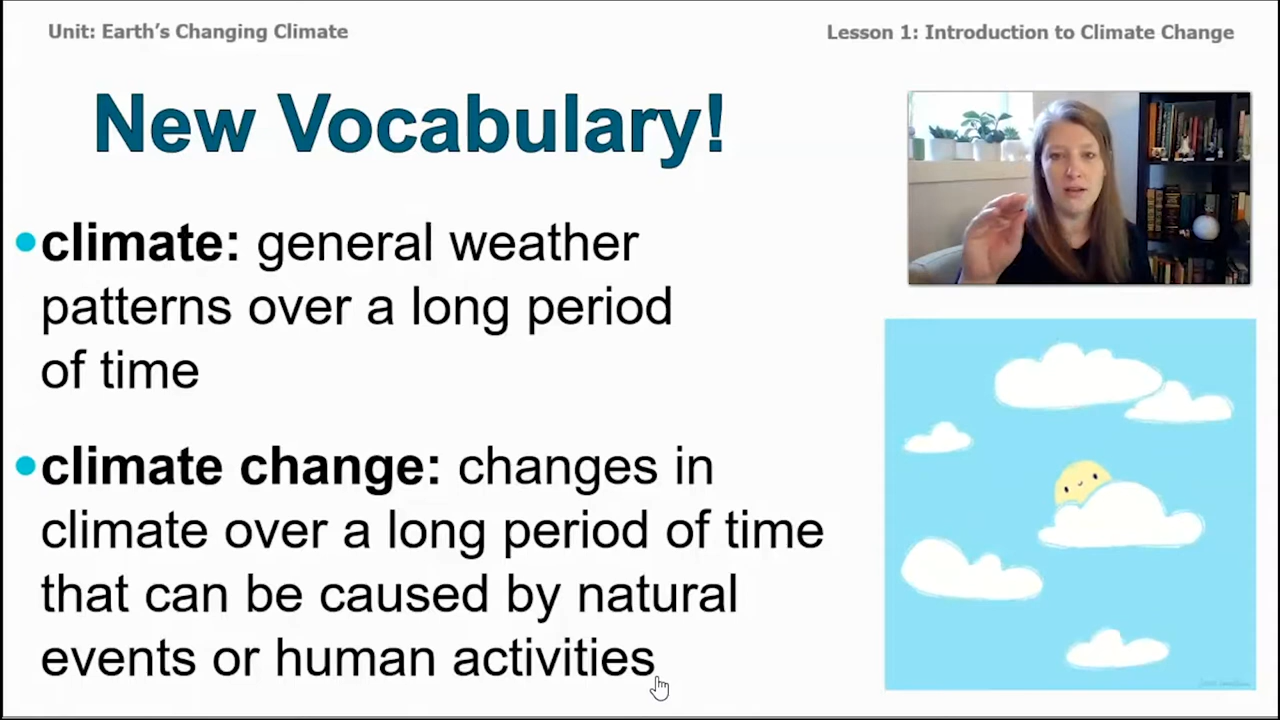 Unit: Earth's Changing Climate
Lesson 1: Introduction to Climate Change
New Vocabulary!
•climate: general weather
patterns over a long period
of time
•climate change: changes in
climate over a long period of time
that can be caused by natural
events or human activities